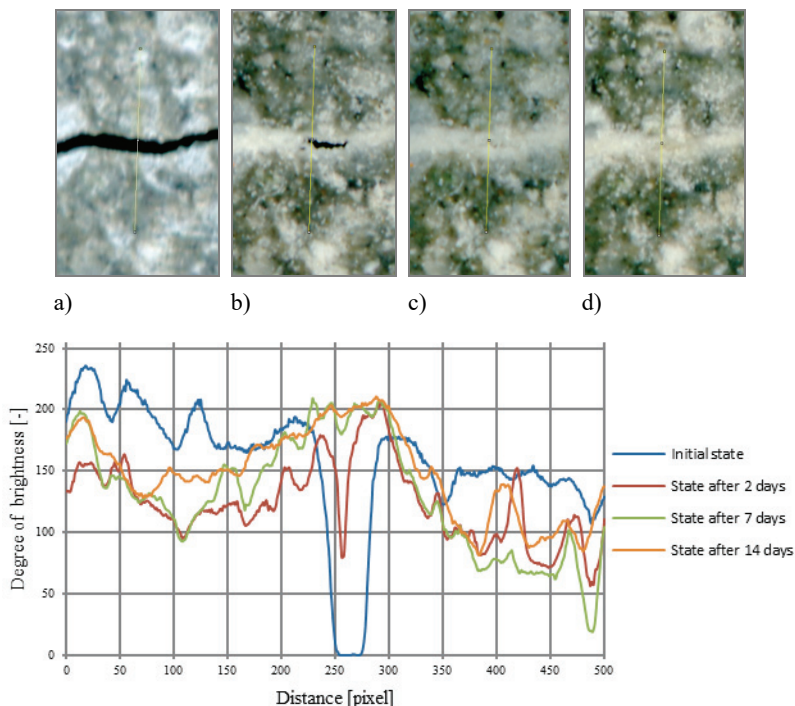 a) b) c) d)
250
200
150
100
50
0
0 50 100 150 200 250 300 350 400 450 500
Degree of brightness [-]
Distance [pixel]
Initial state
State after 2 days
State after 7 days
State after 14 days